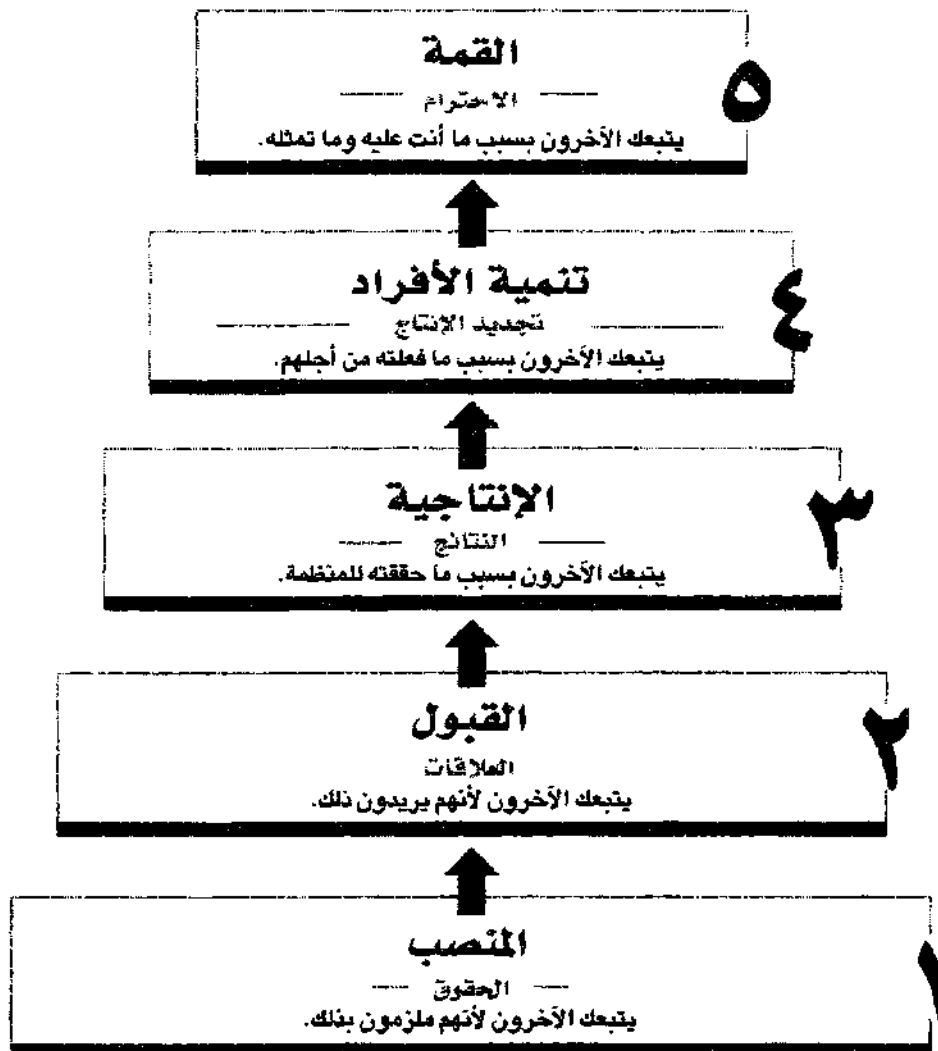 القمة
٥
الاحترام
يتبعك الآخرون بسبب ما أنت عليه وما تمثله.
تنمية الأفراد
٤
تجديد الإنتاج
يتبعك الآخرون بسبب ما فعلته من أجلهم.
الإنتاجية
٣
النتائج
يتبعك الآخرون بسبب ما حققته للمنظمة.
القبول
٢
العلاقات
يتبعك الآخرون لأنهم يريدون ذلك.
المنصب
١
الحقوق
يتبعك الآخرون لأنهم ملزمون بذلك.